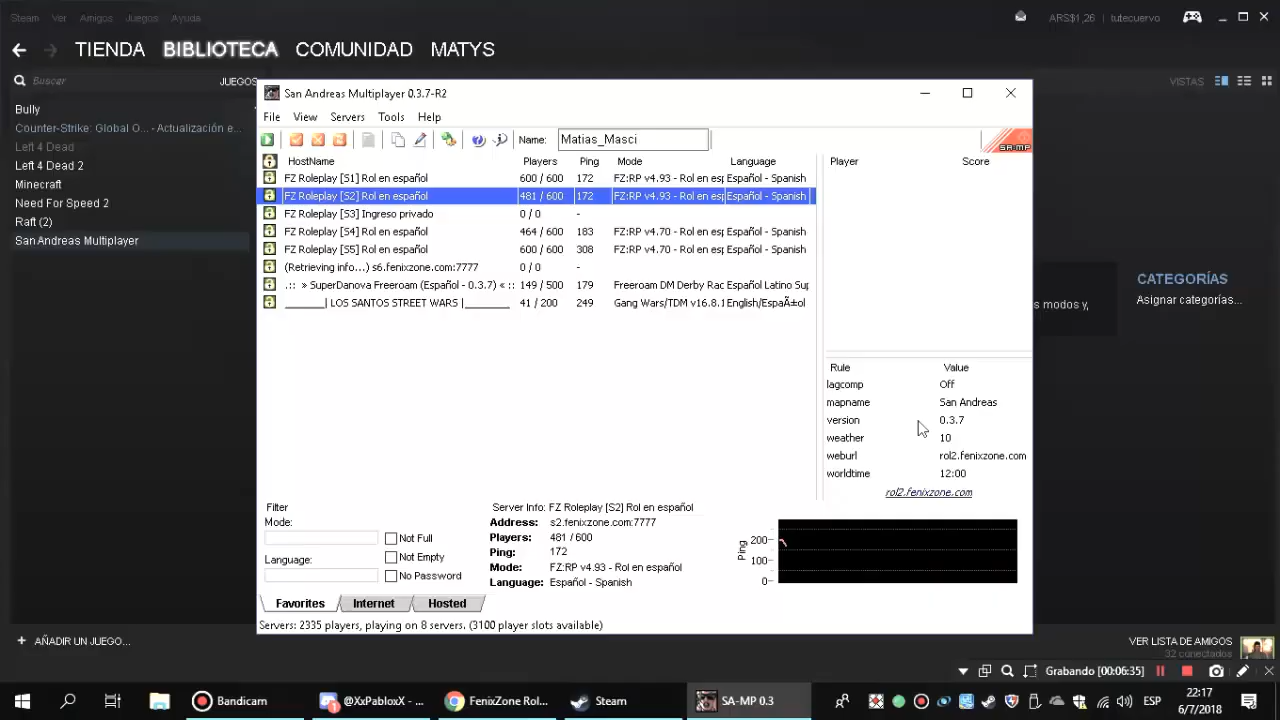 Steam Ver Amigos Juegos Ayuda ARS$1,26 | tutecuervo
TIENDA BIBLIOTECA COMUNIDAD MATYS
Buscar JUEGOS VISTAS
San Andreas Multiplayer 0.3.7-R2
File View Servers Tools Help
Name: Matias_Masci SA-MP
HostName Players Ping Mode Language Player Score
FZ Roleplay [S1] Rol en español 600 / 600 172 FZ:RP v4.93 - Rol en esp Español - Spanish
FZ Roleplay [S2] Rol en español 481 / 600 172 FZ:RP v4.93 - Rol en esp Español - Spanish
FZ Roleplay [S3] Ingreso privado 0 / 0 -
FZ Roleplay [S4] Rol en español 464 / 600 183 FZ:RP v4.70 - Rol en esp Español - Spanish
FZ Roleplay [S5] Rol en español 600 / 600 308 FZ:RP v4.70 - Rol en esp Español - Spanish
(Retrieving info...) s6.fenixzone.com:7777 0 / 0 -
.:: » SuperDanova Freeroam (Español - 0.3.7) « :: 149 / 500 179 Freeroam DM Derby Rac Español Latino Sup
_______| LOS SANTOS STREET WARS |________ 41 / 200 249 Gang Wars/TDM v16.8.1 English/EspaÃ±ol
Bully
Counter-Strike: Global O... - Actualización e...
Left 4 Dead
Left 4 Dead 2
Minecraft
Need For Speed 2
Raft (2)
San Andreas Multiplayer
CATEGORÍAS
Asignar categorías...
s modos y,
Rule Value
lagcomp Off
mapname San Andreas
version 0.3.7
weather 10
weburl rol2.fenixzone.com
worldtime 12:00
rol2.fenixzone.com
Filter
Mode:
Not Full
Not Empty
Language:
No Password
Server Info: FZ Roleplay [S2] Rol en español
Address: s2.fenixzone.com:7777
Players: 481 / 600
Ping: 172
Mode: FZ:RP v4.93 - Rol en español
Language: Español - Spanish
Ping
200
100
0
Favorites Internet Hosted
Servers: 2335 players, playing on 8 servers. (3100 player slots available)
+ AÑADIR UN JUEGO...
VER LISTA DE AMIGOS
32 conectados
Grabando [00:06:35]
Bandicam @XxPabloxX - ... FenixZone Rol... Steam SA-MP 0.3 ESP 22:17
6/7/2018